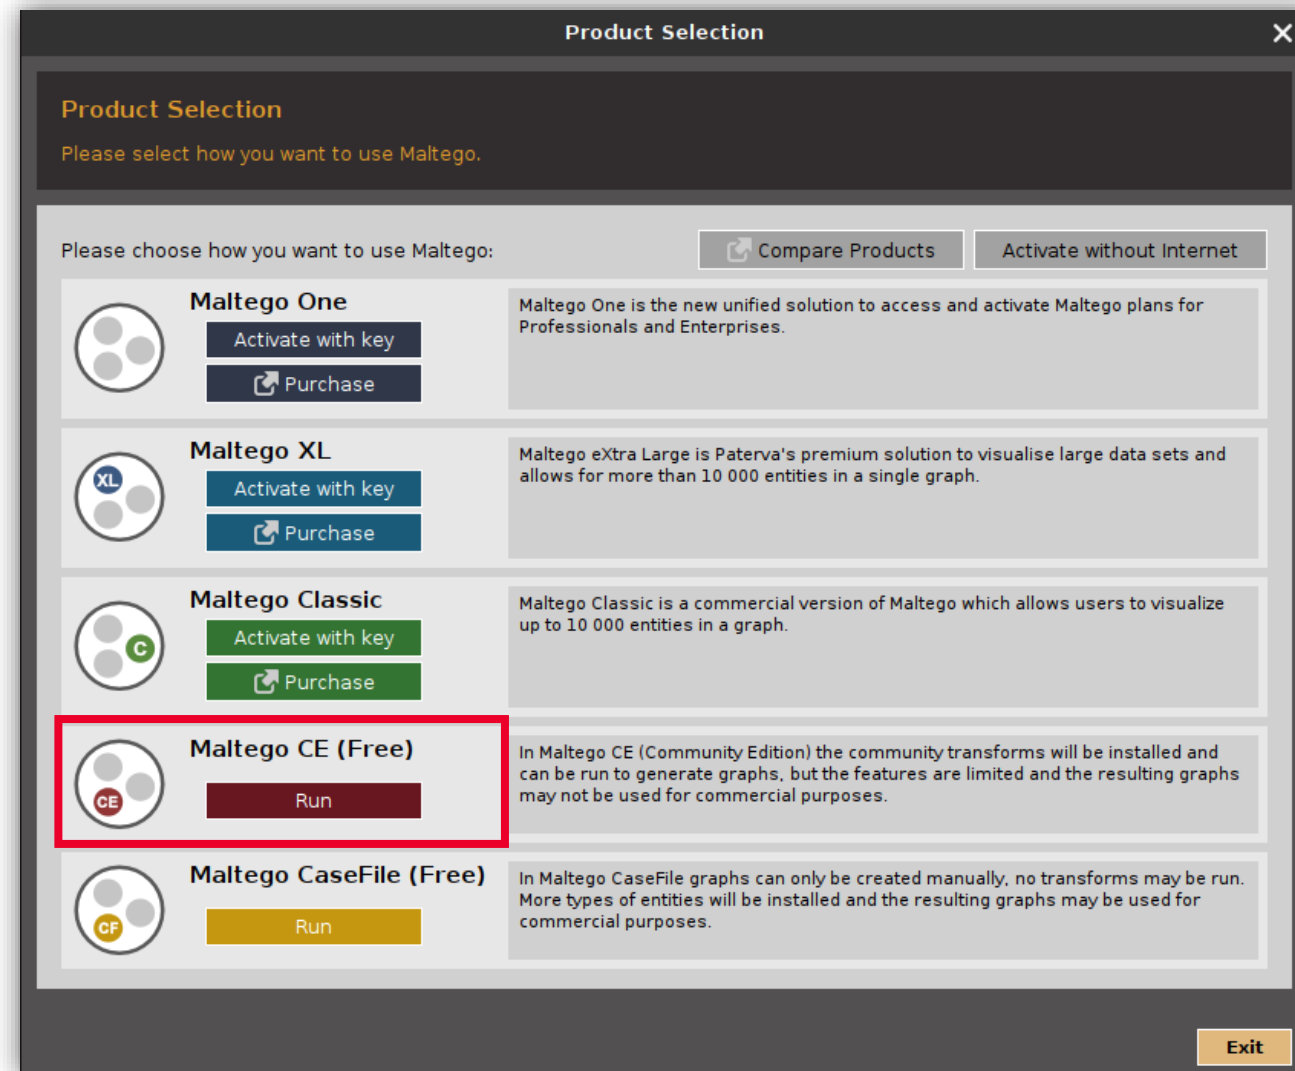 Product Selection
Product Selection
Please select how you want to use Maltego.
Please choose how you want to use Maltego:
Compare Products
Activate without Internet
Maltego One
Activate with key
Purchase
Maltego One is the new unified solution to access and activate Maltego plans for
Professionals and Enterprises.
XL
Maltego XL
Activate with key
Purchase
Maltego eXtra Large is Paterva's premium solution to visualise large data sets and
allows for more than 10 000 entities in a single graph.
C
Maltego Classic
Activate with key
Purchase
Maltego Classic is a commercial version of Maltego which allows users to visualize
up to 10 000 entities in a graph.
CE
Maltego CE (Free)
Run
In Maltego CE (Community Edition) the community transforms will be installed and
can be run to generate graphs, but the features are limited and the resulting graphs
may not be used for commercial purposes.
CF
Maltego CaseFile (Free)
Run
In Maltego CaseFile graphs can only be created manually, no transforms may be run.
More types of entities will be installed and the resulting graphs may be used for
commercial purposes.
Exit